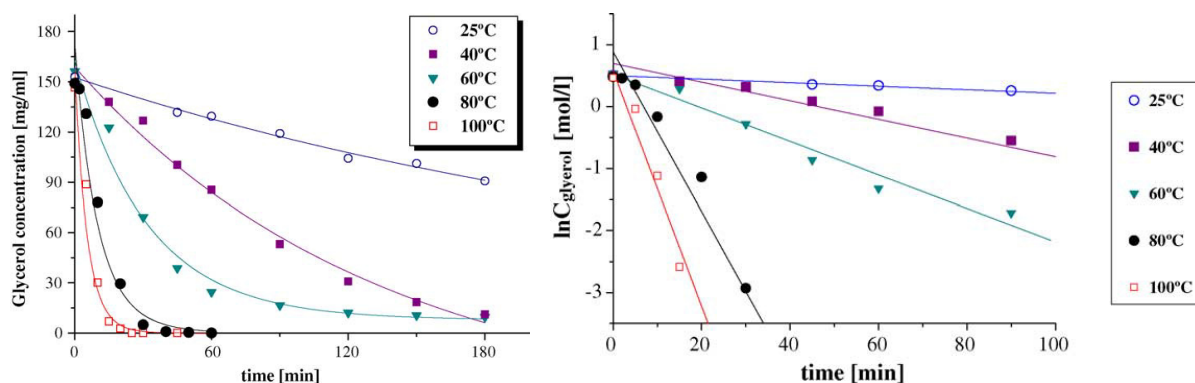 Glycerol concentration [mg/ml]
180
150
120
90
60
30
0
0
60
120
180
time [min]
25ºC
40ºC
60ºC
80ºC
100ºC
lnCglyerol [mol/l]
1
0
-1
-2
-3
0
20
40
60
80
100
time [min]
25ºC
40ºC
60ºC
80ºC
100ºC